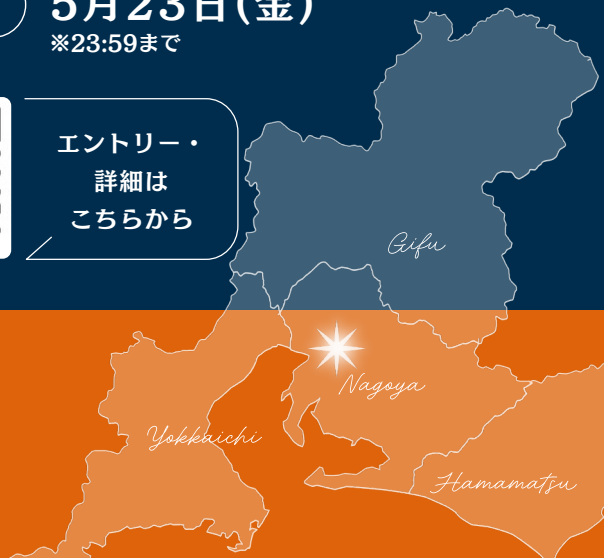 5月23日(金)
※23:59まで
エントリー・
詳細は
こちらから
Gifu
Nagoya
Yokkaichi
Hamamatsu